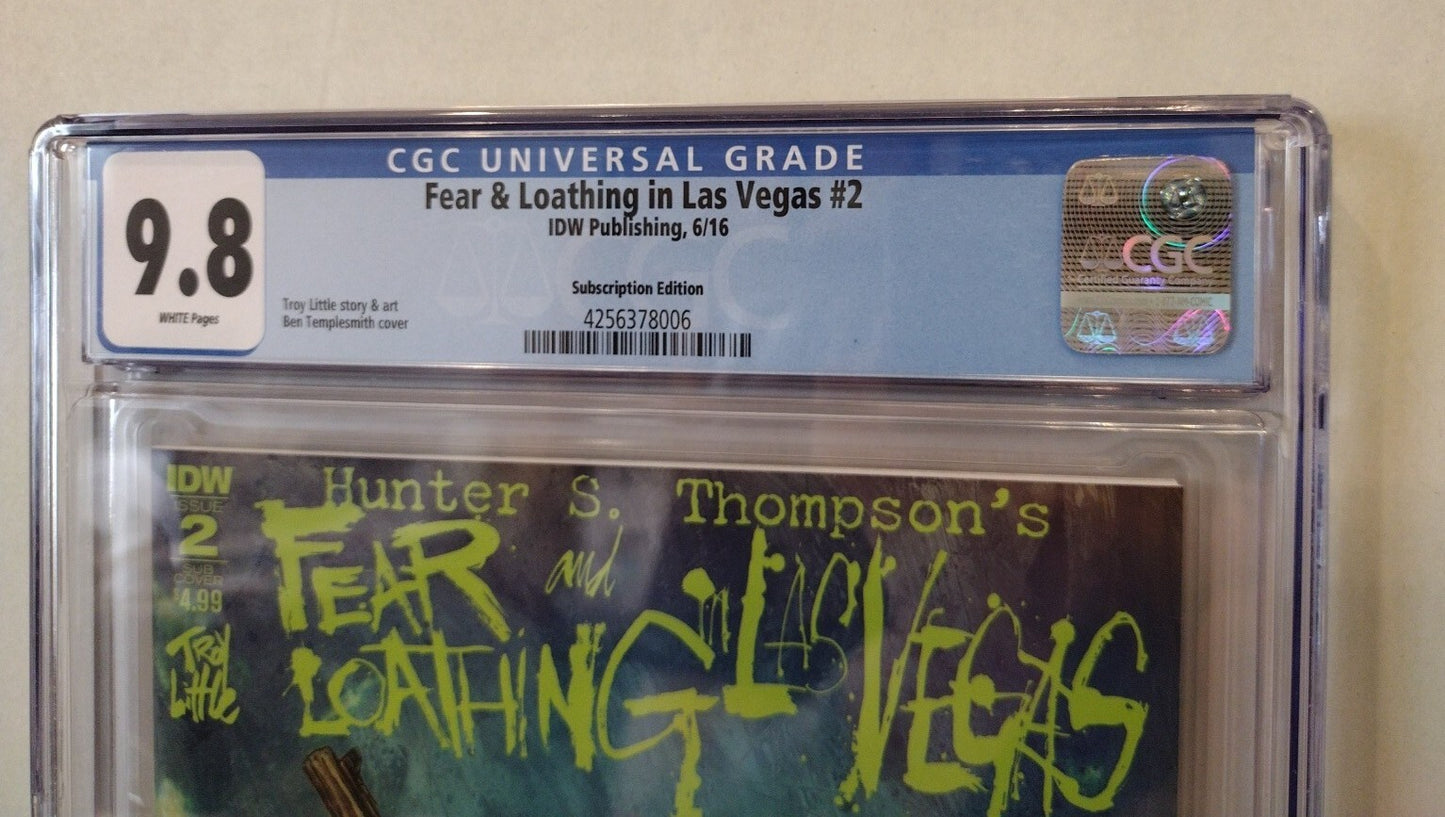 CGC UNIVERSAL GRADE
9.8
WHITE Pages
Fear & Loathing in Las Vegas #2
IDW Publishing, 6/16
Subscription Edition
Troy Little story & art
Ben Templesmith cover
4256378006
CGC
IDW
ISSUE
2
SUB
COVER
$4.99
TROY
LITTLE
Hunter S. Thompson's
FEAR and
LOATHING in LAS VEGAS